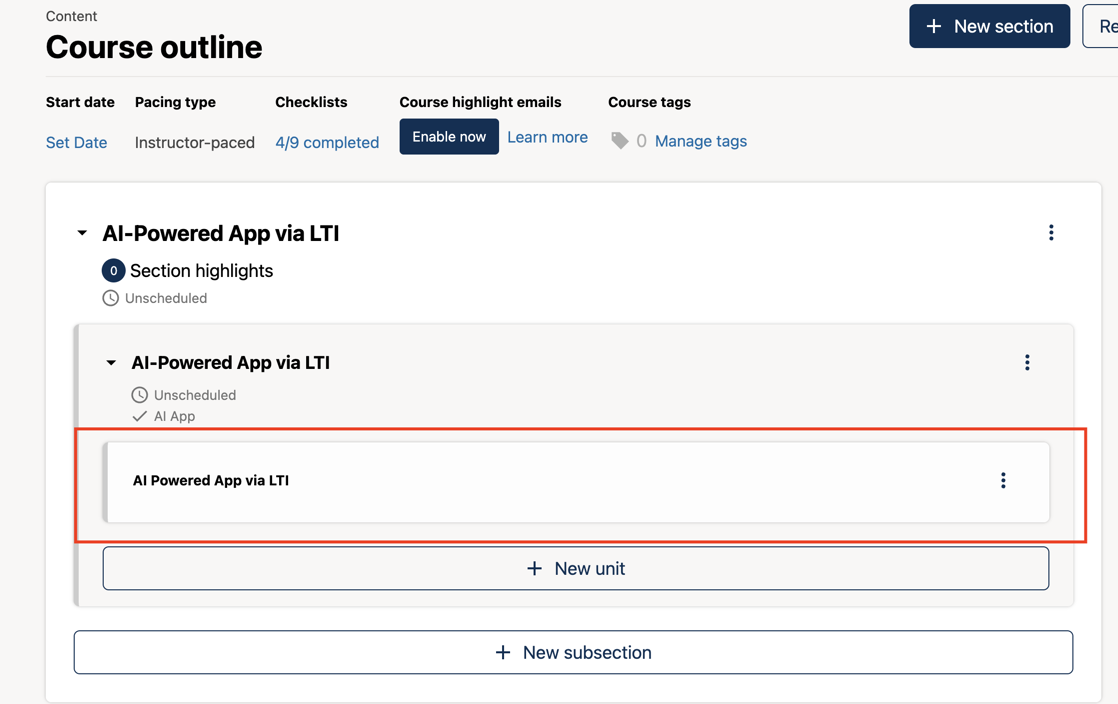 Content
Course outline
+ New section
Re
Start date Pacing type Checklists Course highlight emails Course tags
Set Date Instructor-paced 4/9 completed Enable now Learn more 0 Manage tags
AI-Powered App via LTI
0 Section highlights
Unscheduled
AI-Powered App via LTI
Unscheduled
AI App
AI Powered App via LTI
+ New unit
+ New subsection